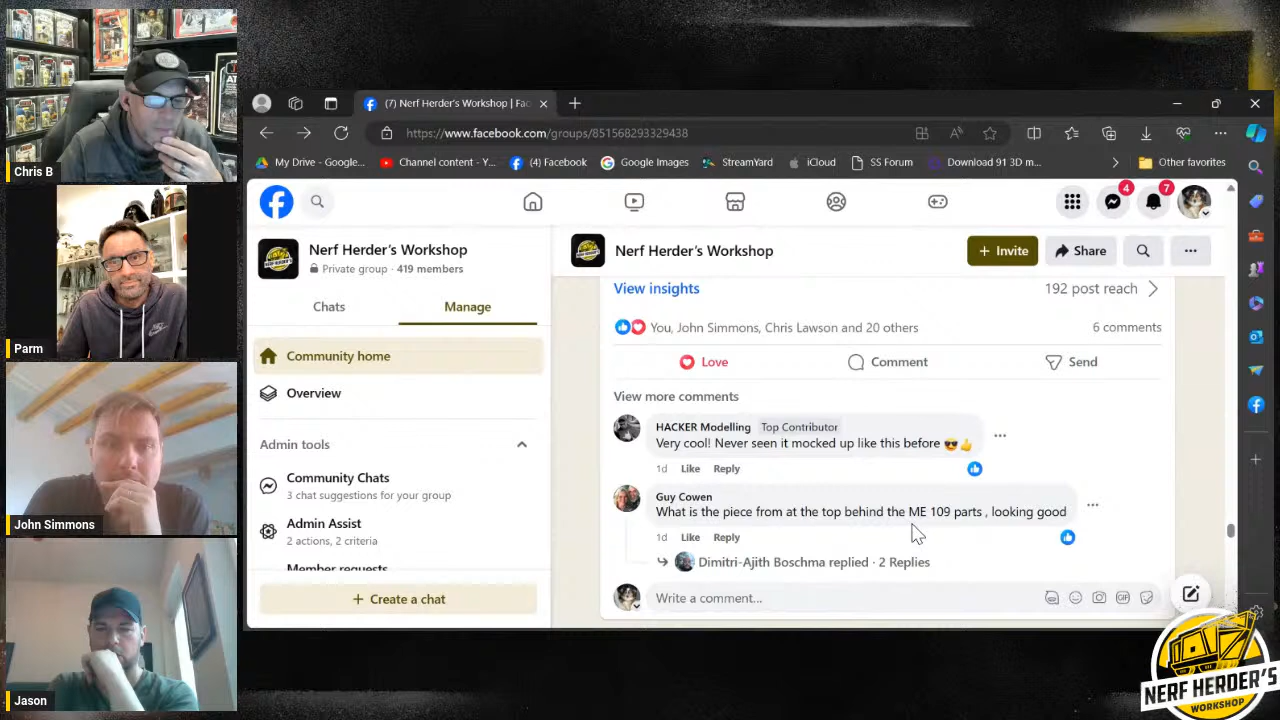 Chris B
Parm
John Simmons
Jason
(7) Nerf Herder's Workshop | Fac
https://www.facebook.com/groups/851568293329438
My Drive - Google...
Channel content - Y...
(4) Facebook
Google Images
StreamYard
iCloud
SS Forum
Download 91 3D m...
Other favorites
4
7
Nerf Herder's Workshop
Private group · 419 members
Chats
Manage
Community home
Overview
Admin tools
Community Chats
3 chat suggestions for your group
Admin Assist
2 actions, 2 criteria
Member requests
+ Create a chat
Nerf Herder's Workshop
+ Invite
Share
View insights
192 post reach
You, John Simmons, Chris Lawson and 20 others
6 comments
Love
Comment
Send
View more comments
HACKER Modelling Top Contributor
Very cool! Never seen it mocked up like this before 😎👍
1d Like Reply
Guy Cowen
What is the piece from at the top behind the ME 109 parts , looking good
1d Like Reply
Dimitri-Ajith Boschma replied · 2 Replies
Write a comment...
GIF
NERF HERDER'S
WORKSHOP